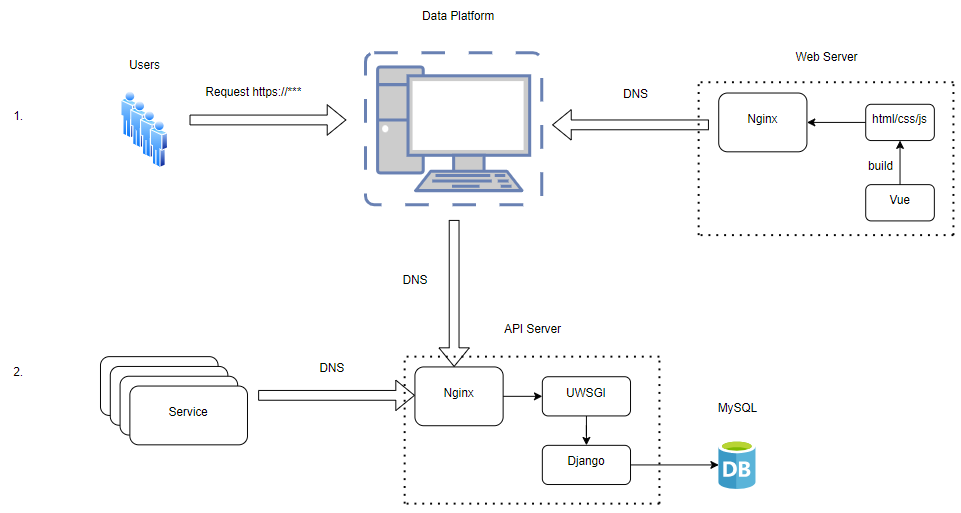 Data Platform
Users
Web Server
1.
Request https://***
DNS
Nginx
html/css/js
build
Vue
DNS
API Server
2.
DNS
Service
Nginx
UWSGI
Django
MySQL
DB